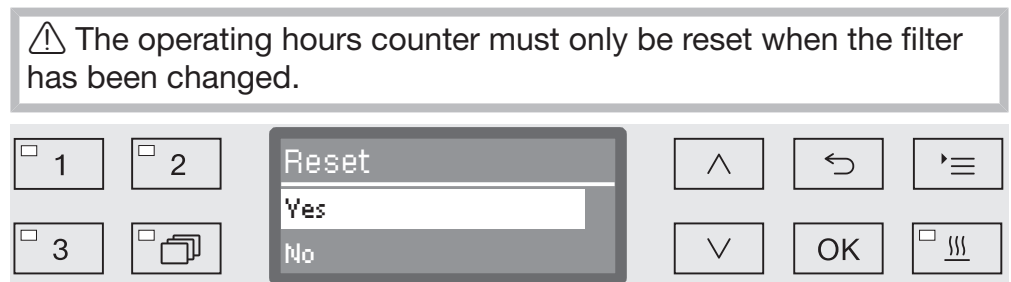 The operating hours counter must only be reset when the filter
has been changed.
1
2
Reset
Yes
No
3
OK